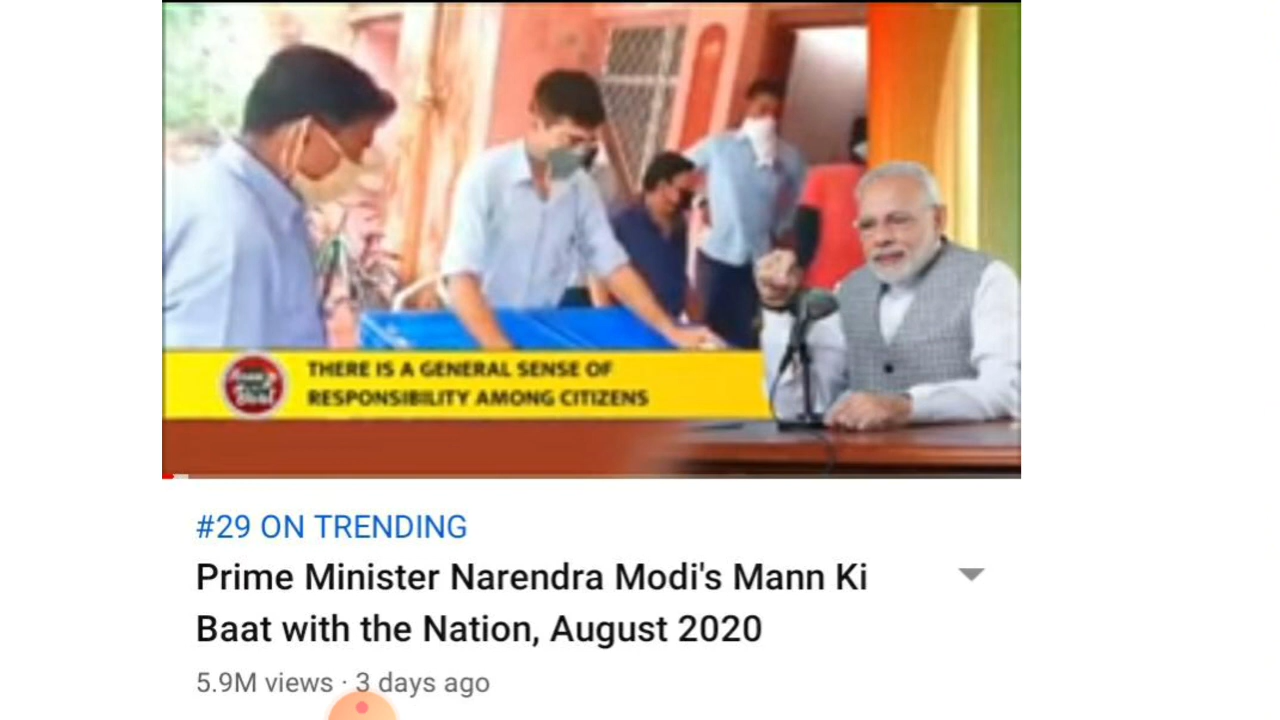 THERE IS A GENERAL SENSE OF
RESPONSIBILITY AMONG CITIZENS
#29 ON TRENDING
Prime Minister Narendra Modi's Mann Ki
Baat with the Nation, August 2020
5.9M views · 3 days ago